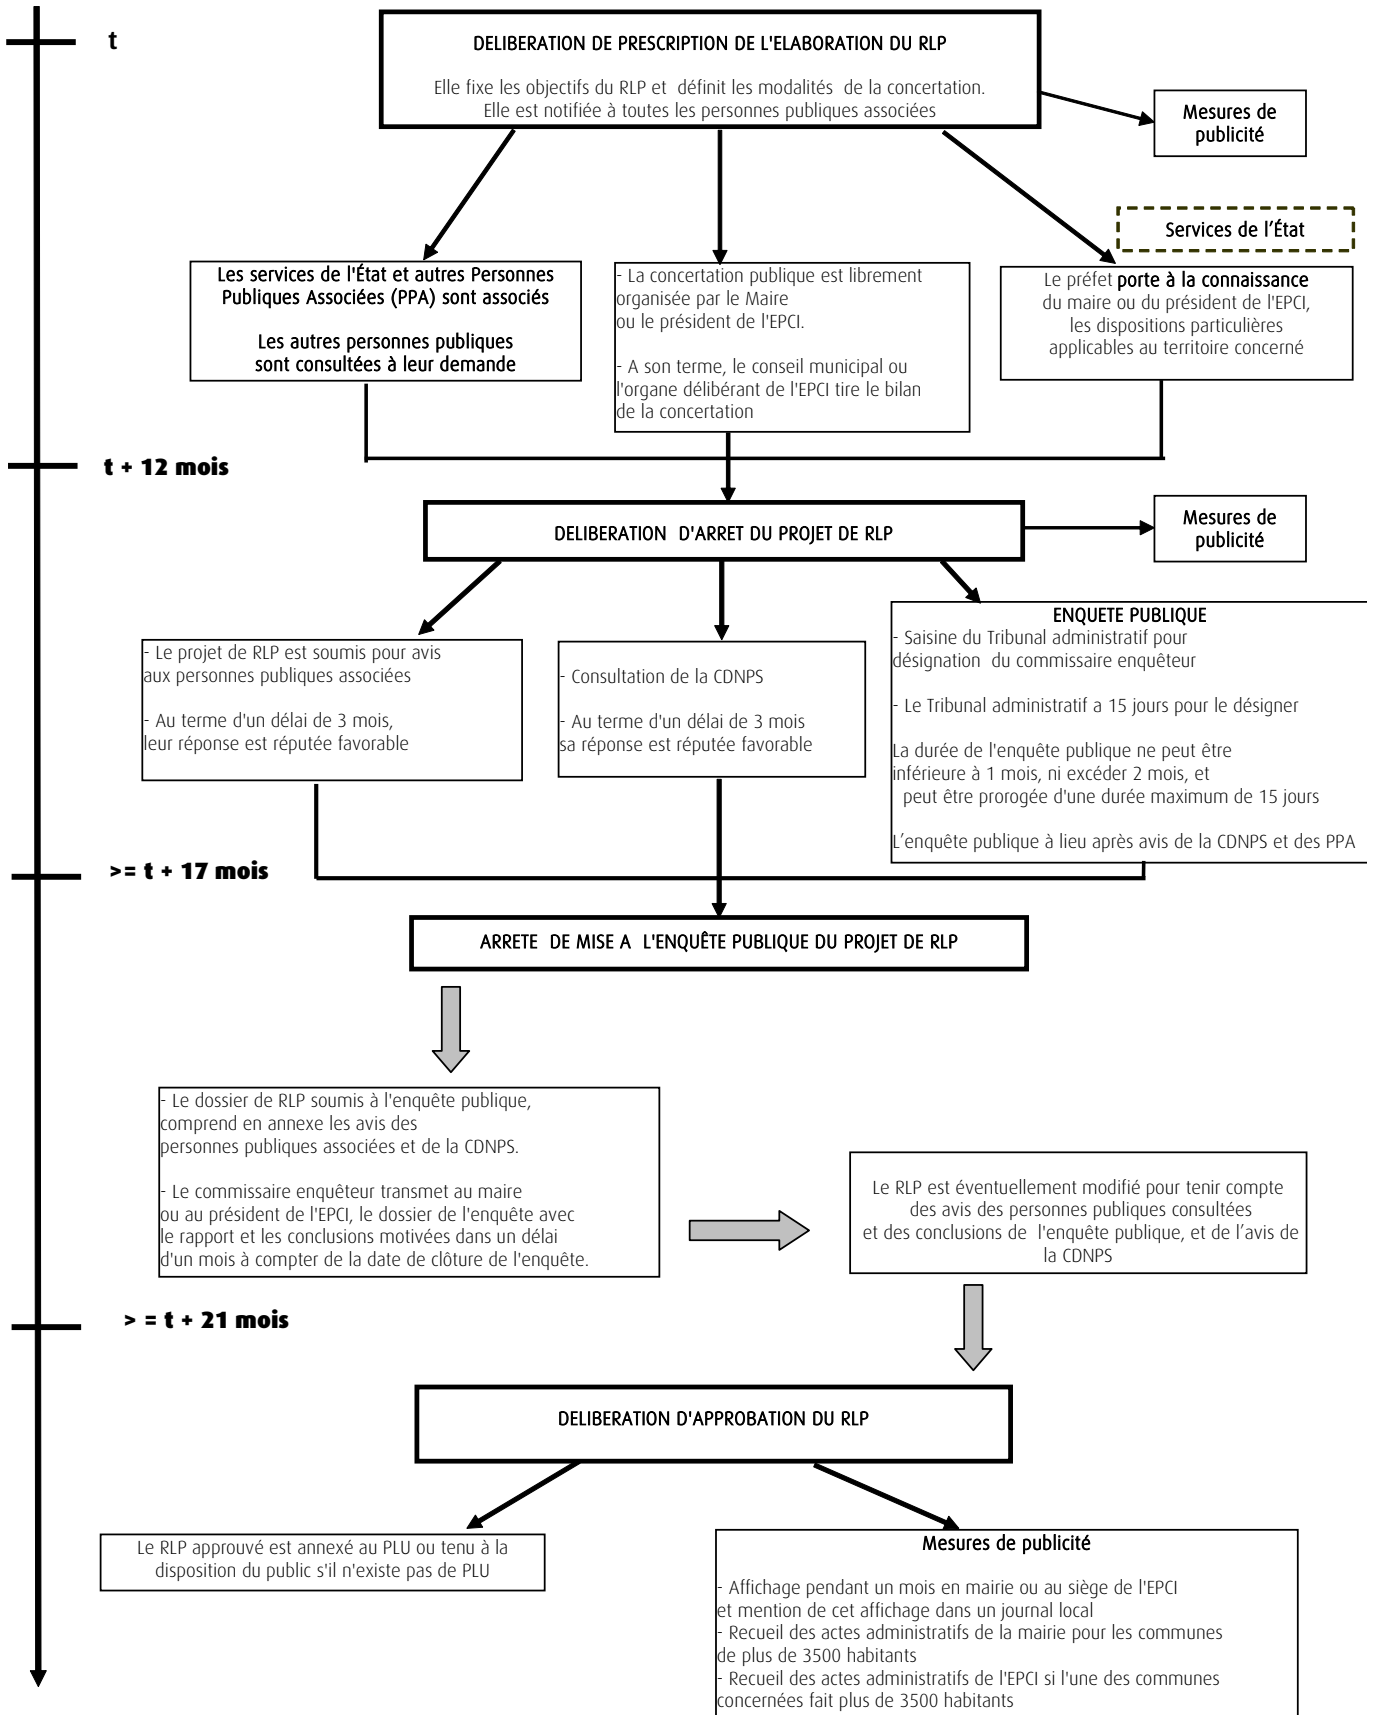 t
DELIBERATION DE PRESCRIPTION DE L'ELABORATION DU RLP
Elle fixe les objectifs du RLP et définit les modalités de la concertation.
Elle est notifiée à toutes les personnes publiques associées
Mesures de
publicité
Services de l'État
Les services de l'État et autres Personnes
Publiques Associées (PPA) sont associés
Les autres personnes publiques
sont consultées à leur demande
- La concertation publique est librement
organisée par le Maire
ou le président de l'EPCI.
- A son terme, le conseil municipal ou
l'organe délibérant de l'EPCI tire le bilan
de la concertation
Le préfet porte à la connaissance
du maire ou du président de l'EPCI,
les dispositions particulières
applicables au territoire concerné
t + 12 mois
DELIBERATION D'ARRET DU PROJET DE RLP
Mesures de
publicité
- Le projet de RLP est soumis pour avis
aux personnes publiques associées
- Au terme d'un délai de 3 mois,
leur réponse est réputée favorable
- Consultation de la CDNPS
- Au terme d'un délai de 3 mois
sa réponse est réputée favorable
ENQUETE PUBLIQUE
- Saisine du Tribunal administratif pour
désignation du commissaire enquêteur
- Le Tribunal administratif a 15 jours pour le désigner
La durée de l'enquête publique ne peut être
inférieure à 1 mois, ni excéder 2 mois, et
peut être prorogée d'une durée maximum de 15 jours
L'enquête publique à lieu après avis de la CDNPS et des PPA
>= t + 17 mois
ARRETE DE MISE A L'ENQUÊTE PUBLIQUE DU PROJET DE RLP
- Le dossier de RLP soumis à l'enquête publique,
comprend en annexe les avis des
personnes publiques associées et de la CDNPS.
- Le commissaire enquêteur transmet au maire
ou au président de l'EPCI, le dossier de l'enquête avec
le rapport et les conclusions motivées dans un délai
d'un mois à compter de la date de clôture de l'enquête.
Le RLP est éventuellement modifié pour tenir compte
des avis des personnes publiques consultées
et des conclusions de l'enquête publique, et de l'avis de
la CDNPS
> = t + 21 mois
DELIBERATION D'APPROBATION DU RLP
Le RLP approuvé est annexé au PLU ou tenu à la
disposition du public s'il n'existe pas de PLU
Mesures de publicité
- Affichage pendant un mois en mairie ou au siège de l'EPCI
et mention de cet affichage dans un journal local
- Recueil des actes administratifs de la mairie pour les communes
de plus de 3500 habitants
- Recueil des actes administratifs de l'EPCI si l'une des communes
concernées fait plus de 3500 habitants